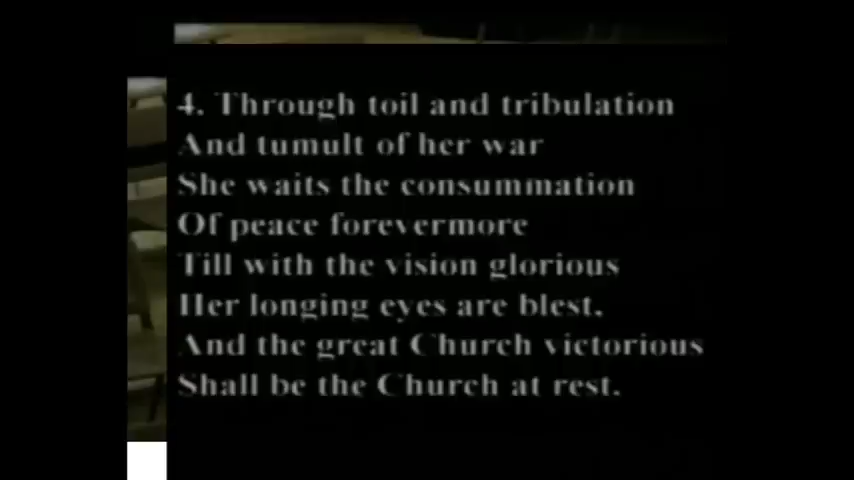 4. Through toil and tribulation
And tumult of her war
She waits the consummation
Of peace forevermore
Till with the vision glorious
Her longing eyes are blest.
And the great Church victorious
Shall be the Church at rest.